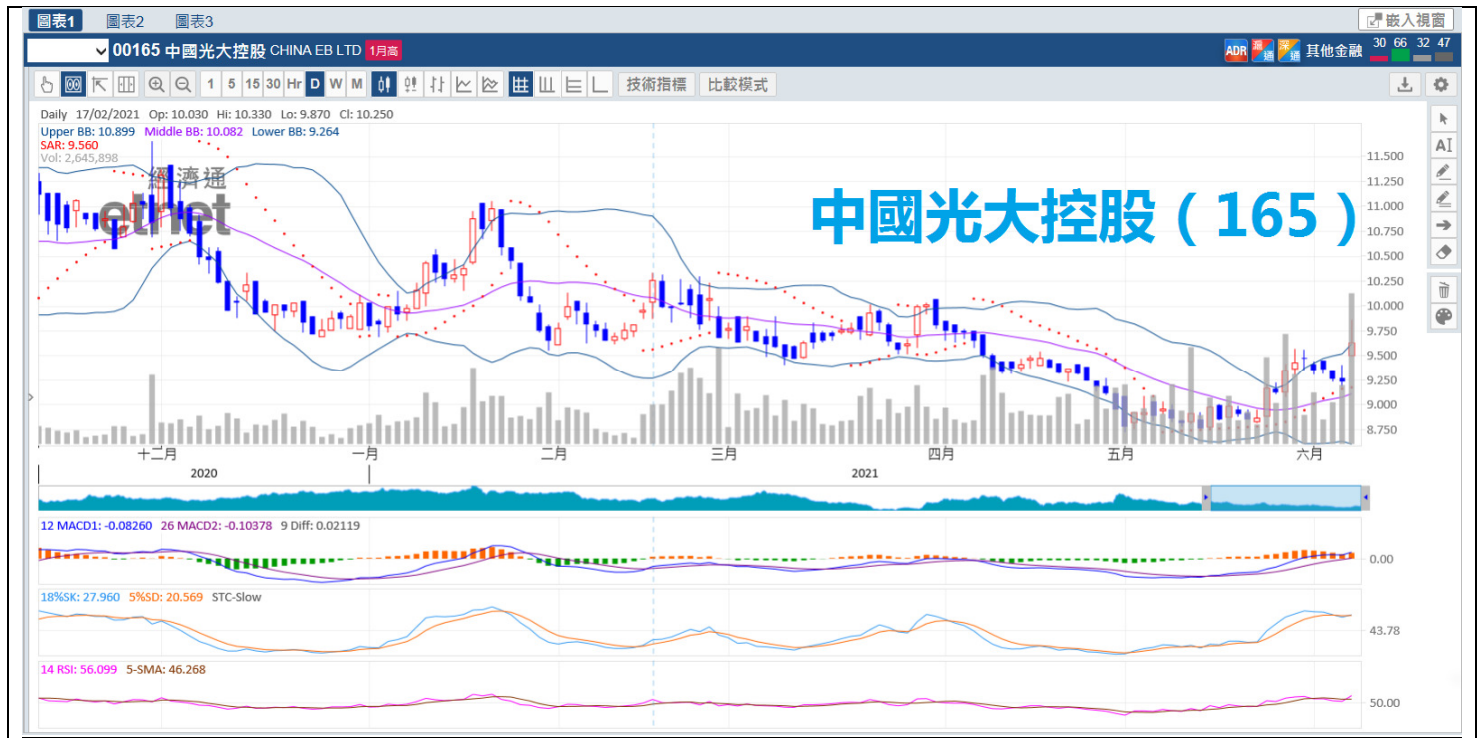 圖表1 圖表2 圖表3 嵌入視窗
00165 中國光大控股 CHINA EB LTD 1月高 ADR 滬通 深通 其他金融 30 66 32 47
1 5 15 30 Hr D W M 技術指標 比較模式
Daily 17/02/2021 Op: 10.030 Hi: 10.330 Lo: 9.870 Cl: 10.250
Upper BB: 10.899 Middle BB: 10.082 Lower BB: 9.264
SAR: 9.560
Vol: 2,645,898
經濟通
etnet
中國光大控股（165）
AI
11.500
11.250
11.000
10.750
10.500
10.250
10.000
9.750
9.500
9.250
9.000
8.750
十二月 一月 二月 三月 四月 五月 六月
2020 2021
12 MACD1: -0.08260 26 MACD2: -0.10378 9 Diff: 0.02119
0.00
18%SK: 27.960 5%SD: 20.569 STC-Slow
43.78
14 RSI: 56.099 5-SMA: 46.268
50.00